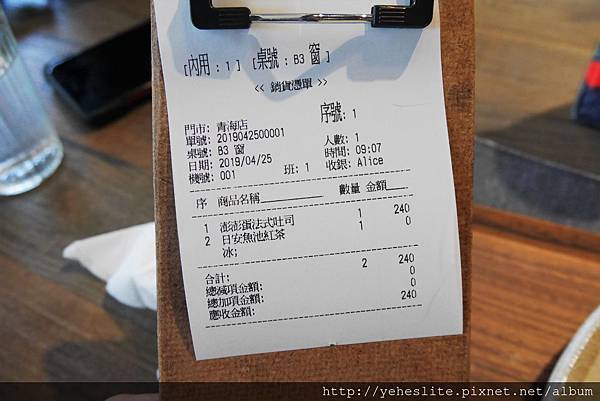 [內用：1] [桌號：B3 窗]
<< 銷貨憑單 >>
序號：1
門市：青海店
單號：2019042500001
桌號：B3 窗 人數：1
日期：2019/04/25 時間：09:07
機號：001 班：1 收銀：Alice
序 商品名稱 數量 金額
1 澎澎蛋法式吐司 1 240
2 日安魚池紅茶 1 0
冰；
合計： 2 240
總減項金額： 0
總加項金額： 0
應收金額： 240
http://yeheslite.pixnet.net/album